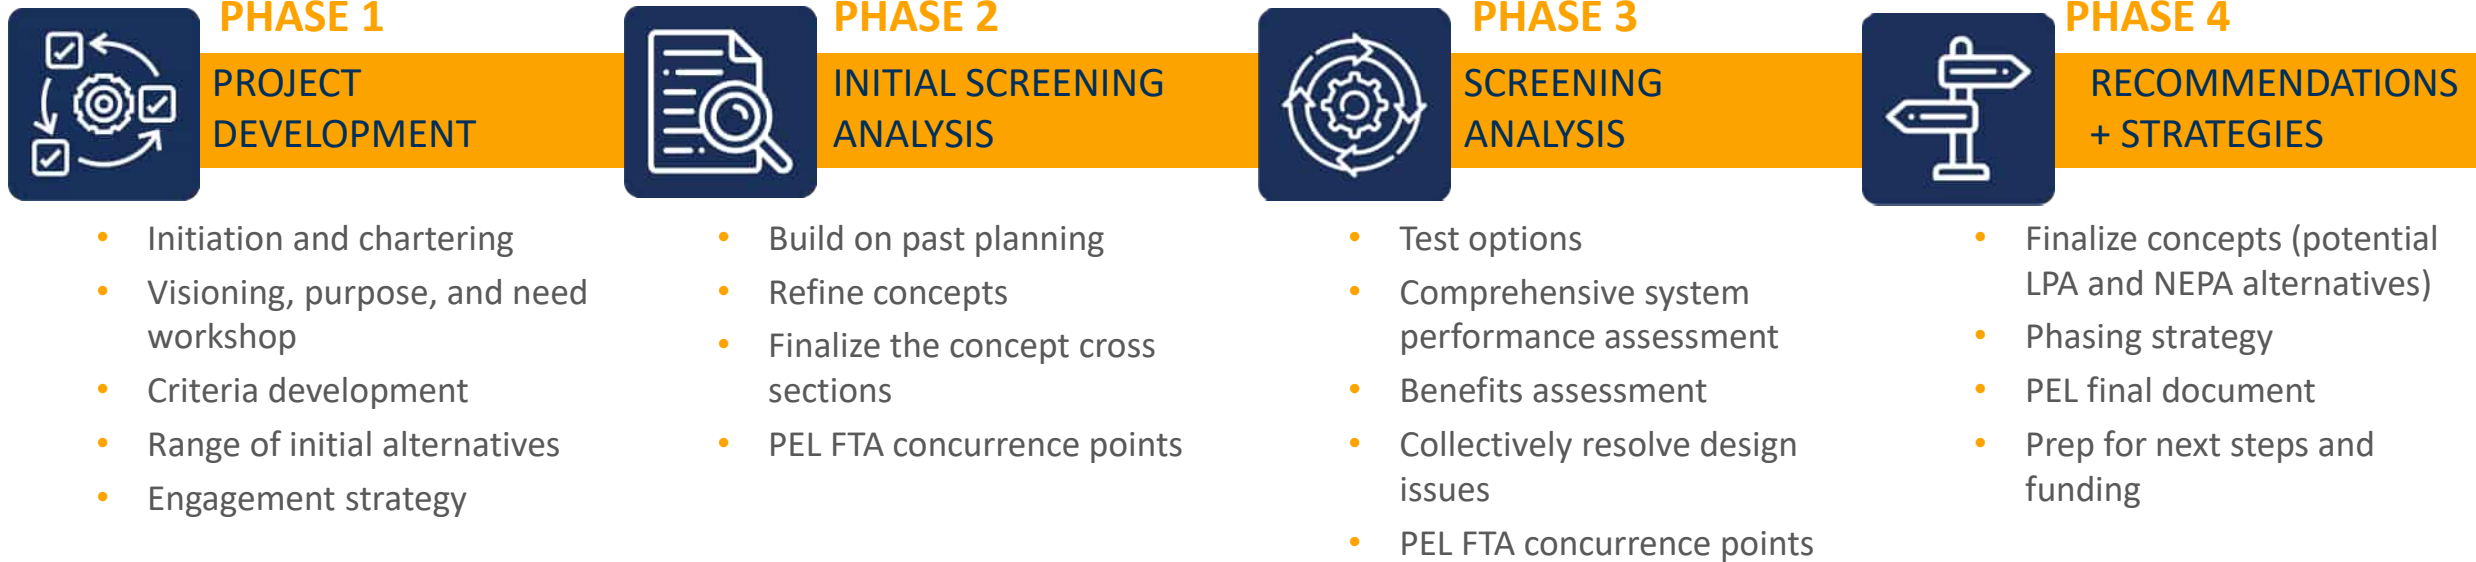 PHASE 1
PROJECT
DEVELOPMENT
• Initiation and chartering
• Visioning, purpose, and need
workshop
• Criteria development
• Range of initial alternatives
• Engagement strategy
PHASE 2
INITIAL SCREENING
ANALYSIS
• Build on past planning
• Refine concepts
• Finalize the concept cross
sections
• PEL FTA concurrence points
PHASE 3
SCREENING
ANALYSIS
• Test options
• Comprehensive system
performance assessment
• Benefits assessment
• Collectively resolve design
issues
• PEL FTA concurrence points
PHASE 4
RECOMMENDATIONS
+ STRATEGIES
• Finalize concepts (potential
LPA and NEPA alternatives)
• Phasing strategy
• PEL final document
• Prep for next steps and
funding